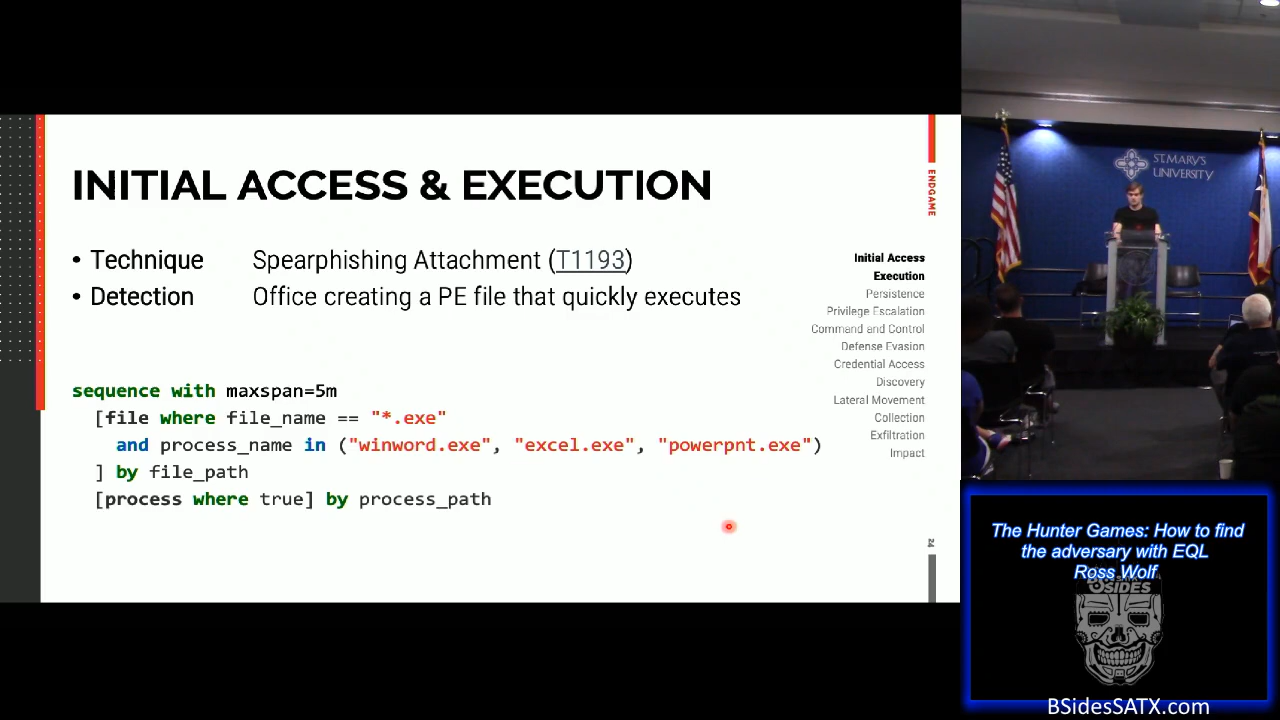 INITIAL ACCESS & EXECUTION
• Technique Spearphishing Attachment (T1193)
• Detection Office creating a PE file that quickly executes
sequence with maxspan=5m
[file where file_name == "*.exe"
and process_name in ("winword.exe", "excel.exe", "powerpnt.exe")
] by file_path
[process where true] by process_path
ENDGAME
Initial Access
Execution
Persistence
Privilege Escalation
Command and Control
Defense Evasion
Credential Access
Discovery
Lateral Movement
Collection
Exfiltration
Impact
24
ST. MARY'S
UNIVERSITY
The Hunter Games: How to find
the adversary with EQL
Ross Wolf
BSIDES
BSidesSATX.com